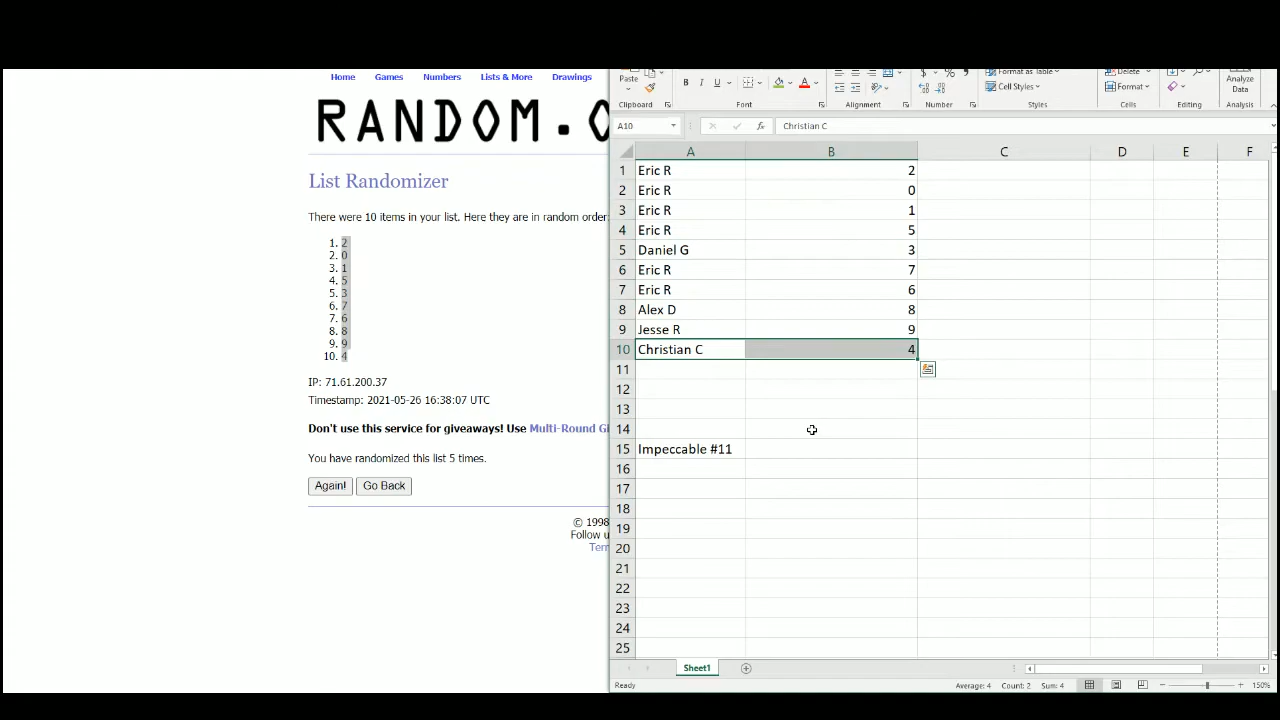 Home Games Numbers Lists & More Drawings
RANDOM.O
List Randomizer
There were 10 items in your list. Here they are in random order:
1. 2
2. 0
3. 1
4. 5
5. 3
6. 7
7. 6
8. 8
9. 9
10. 4
IP: 71.61.200.37
Timestamp: 2021-05-26 16:38:07 UTC
Don't use this service for giveaways! Use Multi-Round Gi
You have randomized this list 5 times.
Again! Go Back
© 1998
Follow u
Tern
Paste B I U A $ % Format as Table Cell Styles Delete Format Analyze Data
Clipboard Font Alignment Number Styles Cells Editing Analysis
A10 fx Christian C
A B C D E F
1 Eric R 2
2 Eric R 0
3 Eric R 1
4 Eric R 5
5 Daniel G 3
6 Eric R 7
7 Eric R 6
8 Alex D 8
9 Jesse R 9
10 Christian C 4
11
12
13
14
15 Impeccable #11
16
17
18
19
20
21
22
23
24
25
Sheet1
Ready Average: 4 Count: 2 Sum: 4 150%